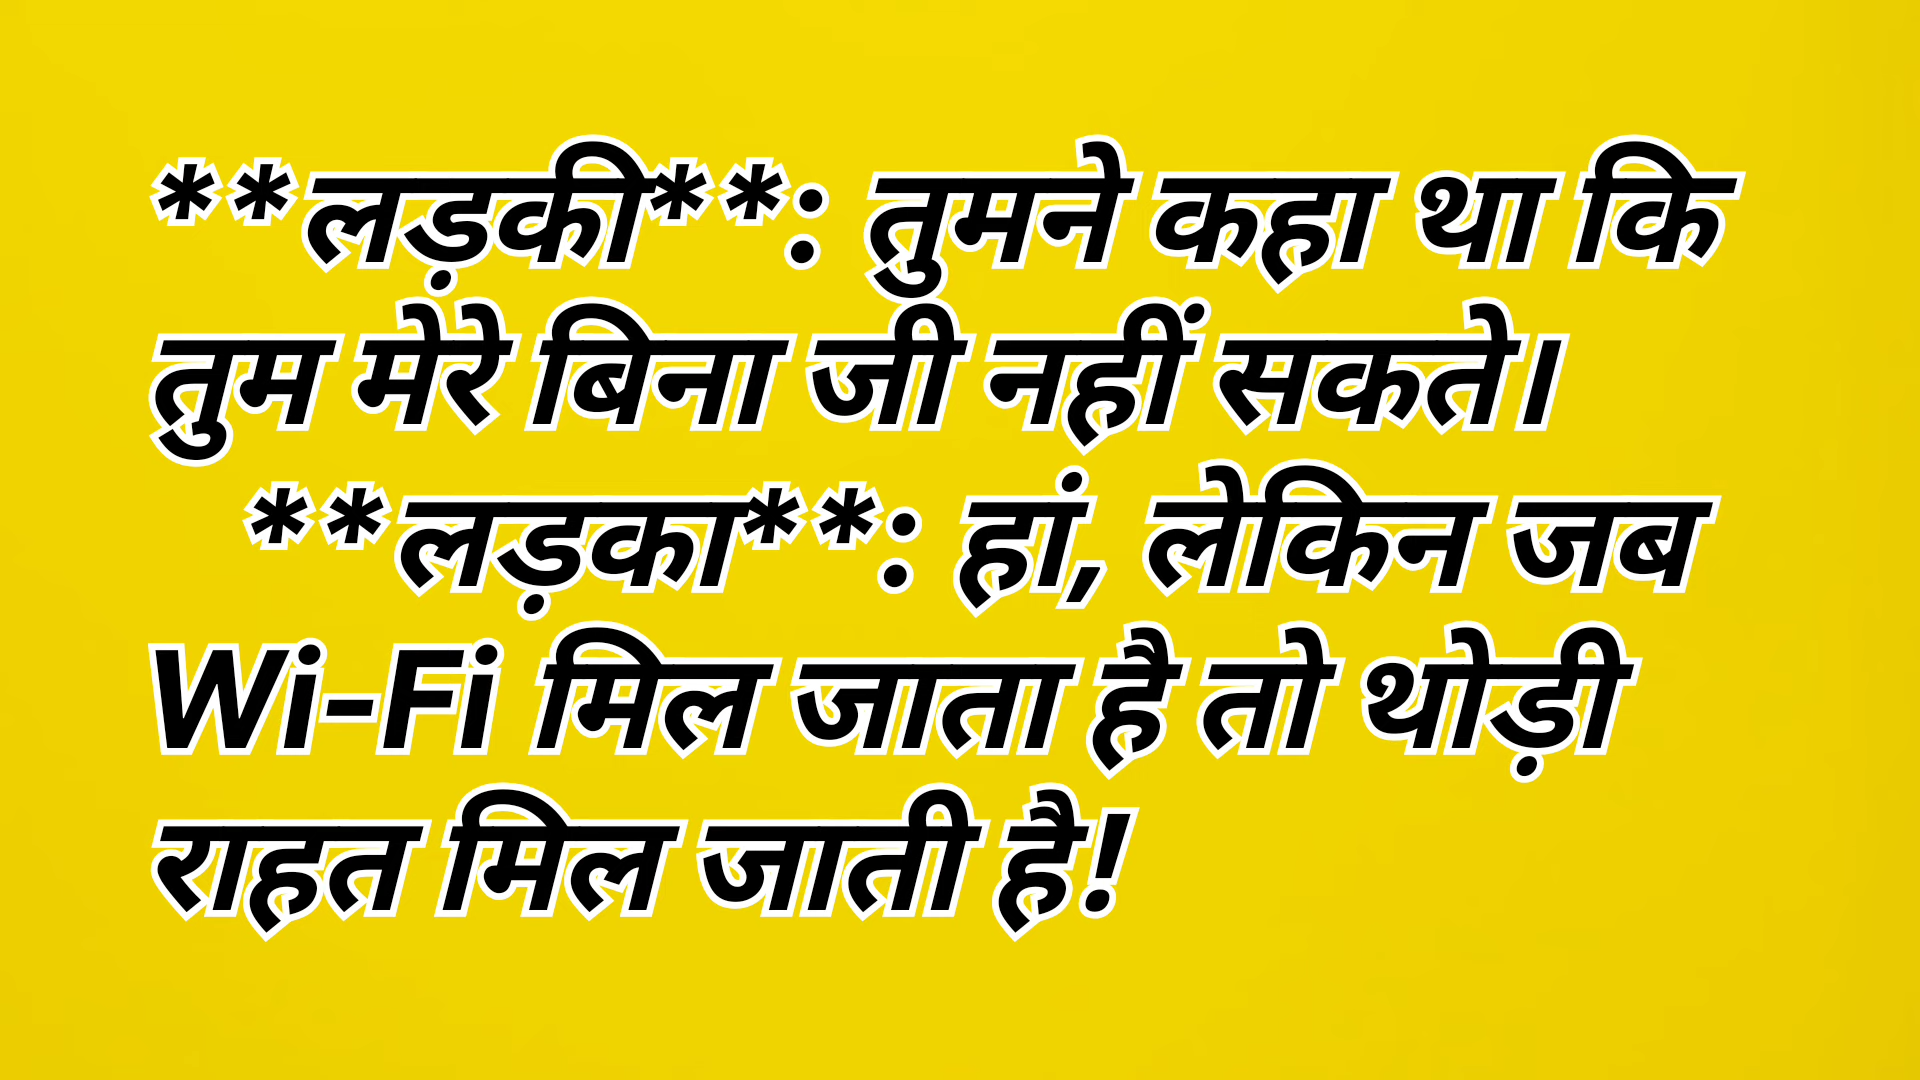 **लड़की**: तुमने कहा था कि
तुम मेरे बिना जी नहीं सकते।
**लड़का**: हां, लेकिन जब
Wi-Fi मिल जाता है तो थोड़ी
राहत मिल जाती है!